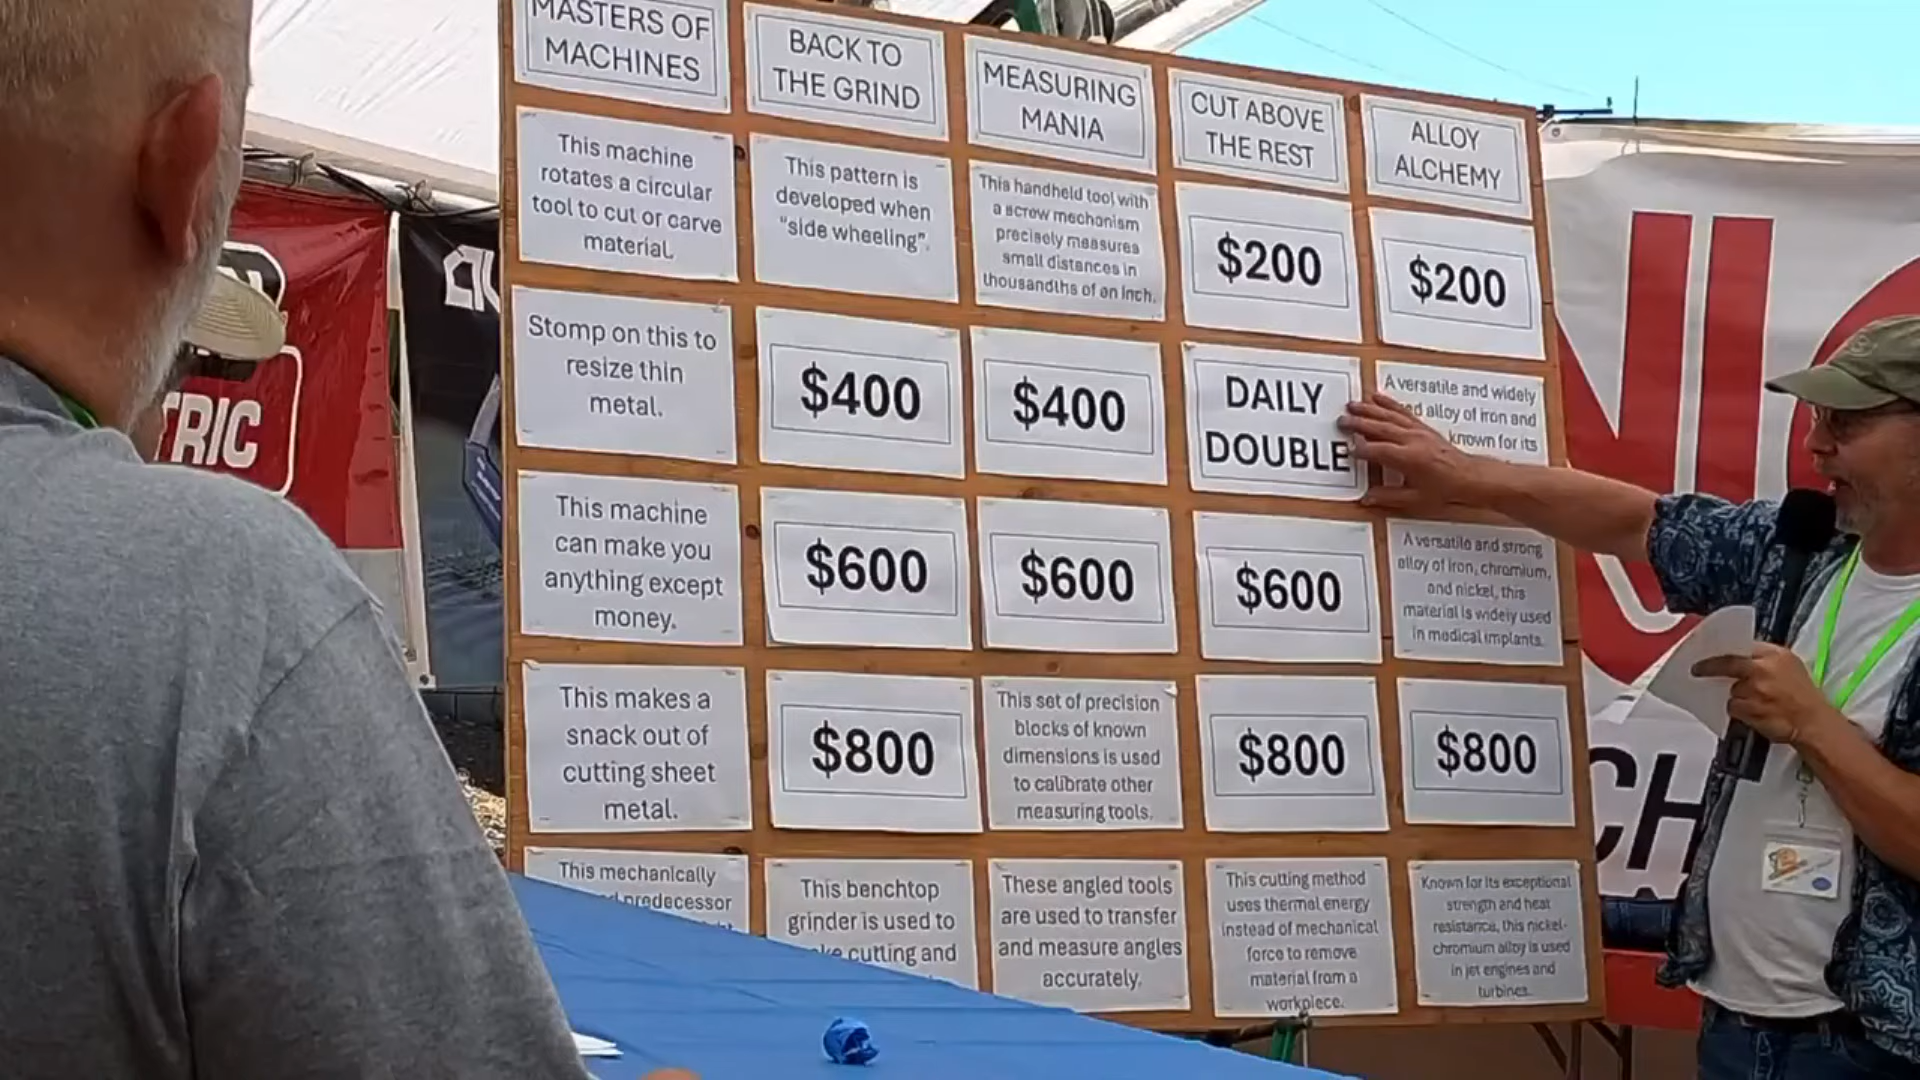 MASTERS OF
MACHINES
BACK TO
THE GRIND
MEASURING
MANIA
CUT ABOVE
THE REST
ALLOY
ALCHEMY
This machine
rotates a circular
tool to cut or carve
material.
This pattern is
developed when
"side wheeling".
This handheld tool with
a screw mechanism
precisely measures
small distances in
thousandths of an inch.
$200
$200
Stomp on this to
resize thin
metal.
$400
$400
DAILY
DOUBLE
A versatile and widely
alloy of iron and
known for its
This machine
can make you
anything except
money.
$600
$600
$600
A versatile and strong
alloy of iron, chromium,
and nickel, this
material is widely used
in medical implants.
This makes a
snack out of
cutting sheet
metal.
$800
This set of precision
blocks of known
dimensions is used
to calibrate other
measuring tools.
$800
$800
This mechanically
predecessor
This benchtop
grinder is used to
cutting and
These angled tools
are used to transfer
and measure angles
accurately.
This cutting method
uses thermal energy
instead of mechanical
force to remove
material from a
workpiece.
Known for its exceptional
strength and heat
resistance, this nickel-
chromium alloy is used
in jet engines and
turbines.
TRIC
CH